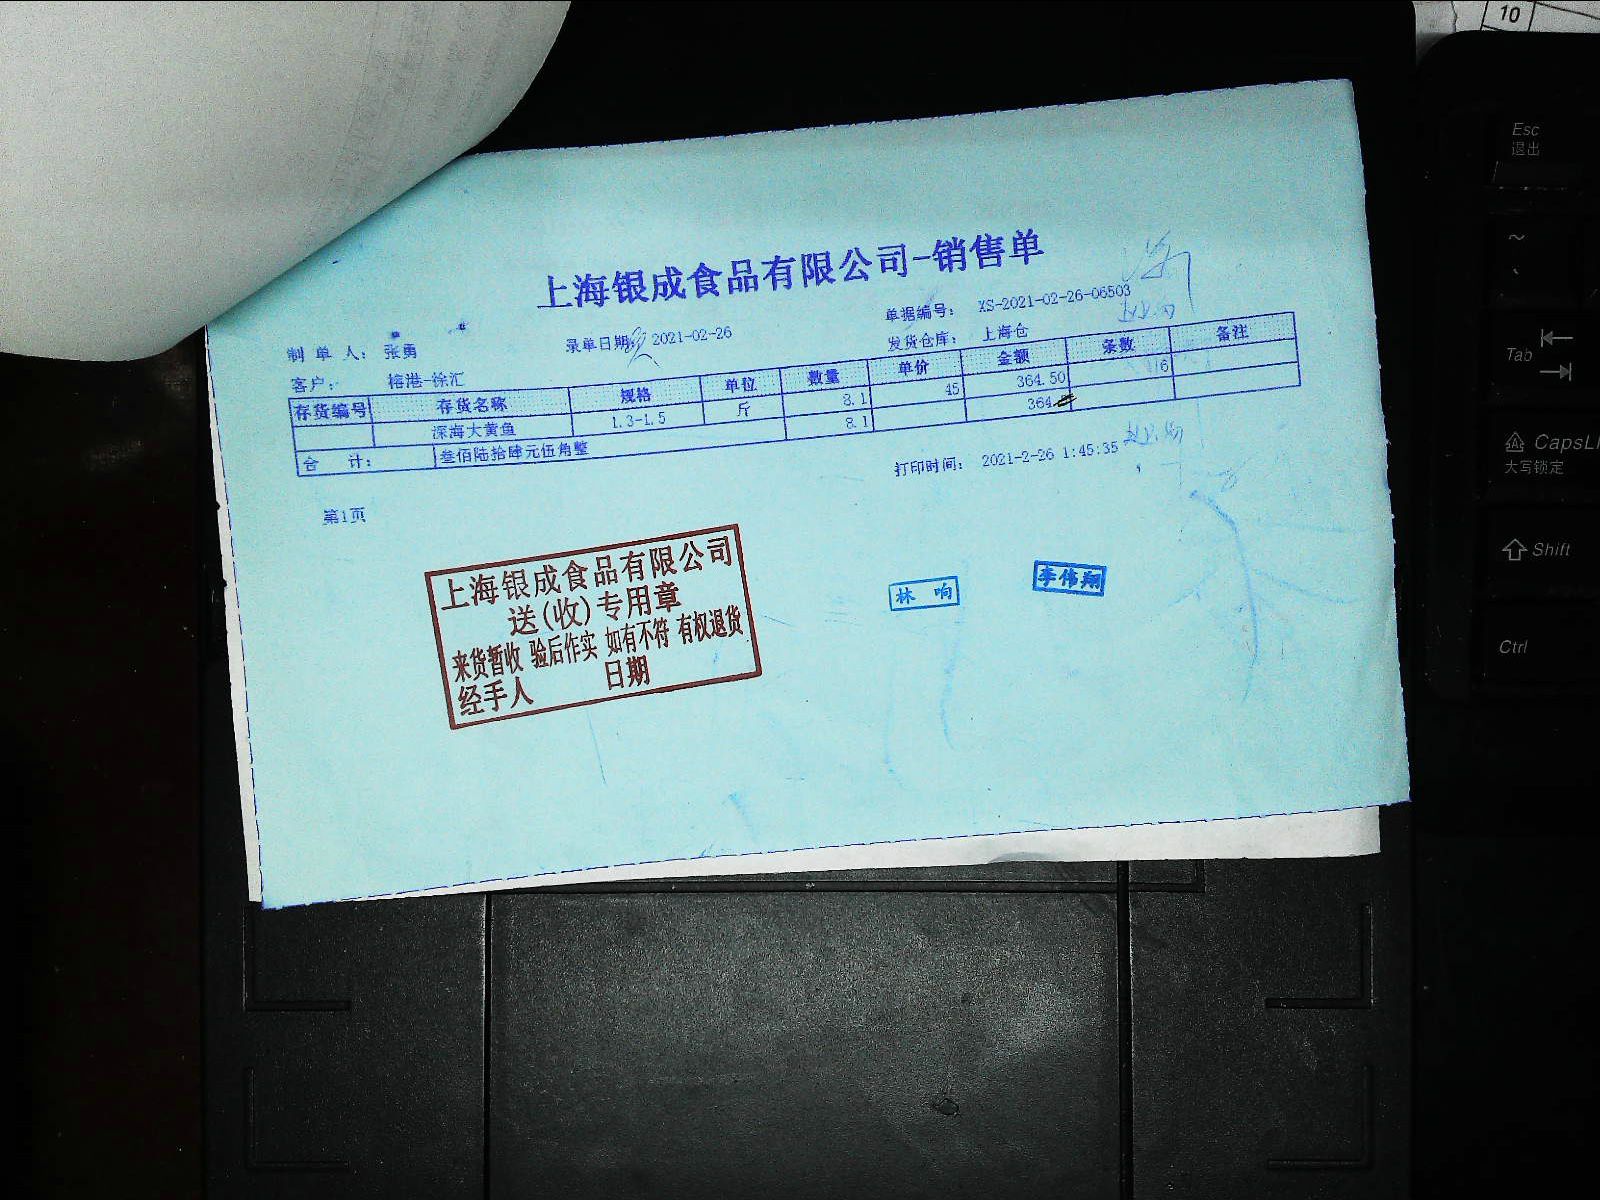 10
上海银成食品有限公司-销售单
单据编号: XS-2021-02-26-06503
制 单 人: 张勇 录单日期: 2021-02-26 发货仓库: 上海仓
客户: 榕港-徐汇
存货编号 存货名称 规格 单位 数量 单价 金额 条数 备注
深海大黄鱼 1.3-1.5 斤 8.1 45 364.50 6
合 计: 叁佰陆拾肆元伍角整 8.1 364.
打印时间: 2021-2-26 1:45:35
第1页
上海银成食品有限公司
送(收)专用章
来货暂收 验后作实 如有不符 有权退货
经手人 日期
林 响
李伟翔
Esc
退出
~
Tab
CapsL
大写锁定
Shift
Ctrl